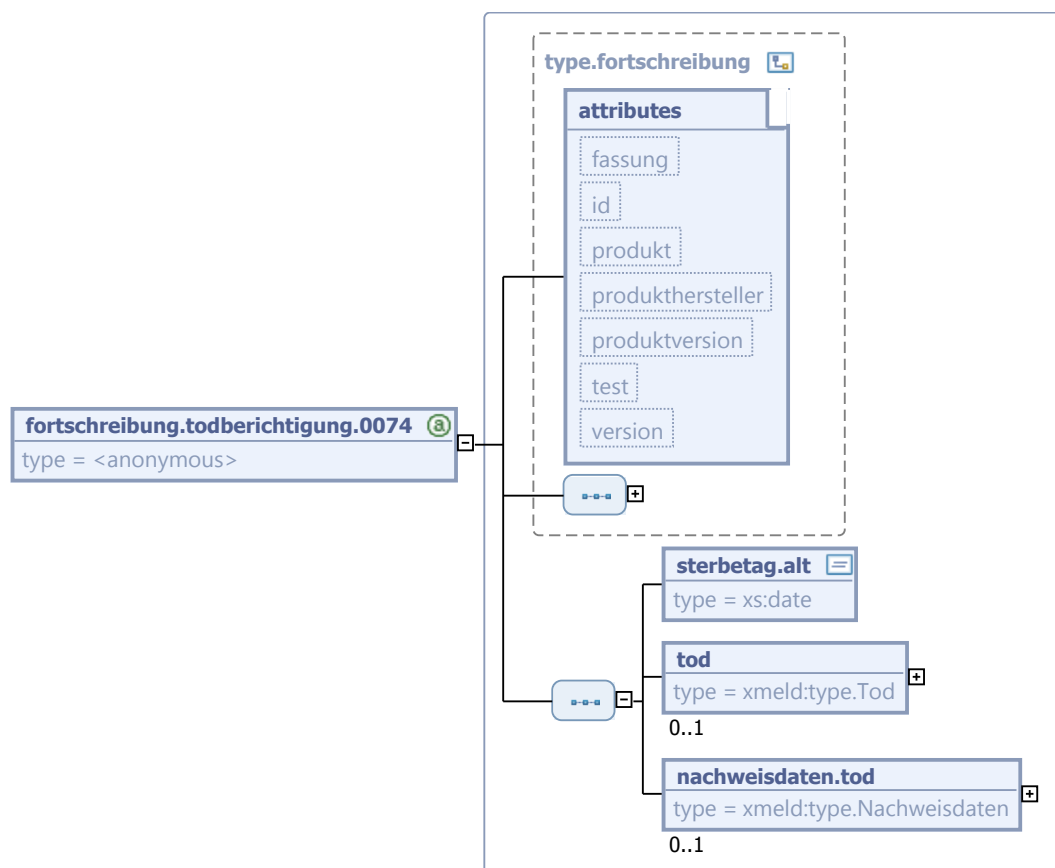 type.fortschreibung
attributes
fassung
id
produkt
produkthersteller
produktversion
test
version
fortschreibung.todberichtigung.0074
type = <anonymous>
sterbetag.alt
type = xs:date
tod
type = xmeld:type.Tod
0..1
nachweisdaten.tod
type = xmeld:type.Nachweisdaten
0..1